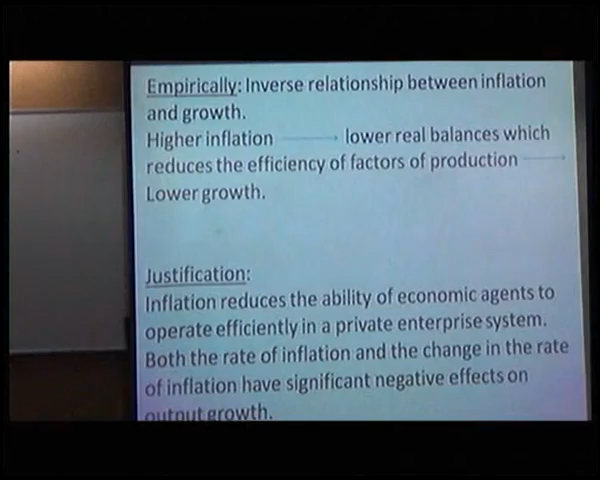 Empirically: Inverse relationship between inflation
and growth.
Higher inflation → lower real balances which
reduces the efficiency of factors of production →
Lower growth.
Justification:
Inflation reduces the ability of economic agents to
operate efficiently in a private enterprise system.
Both the rate of inflation and the change in the rate
of inflation have significant negative effects on
output growth.